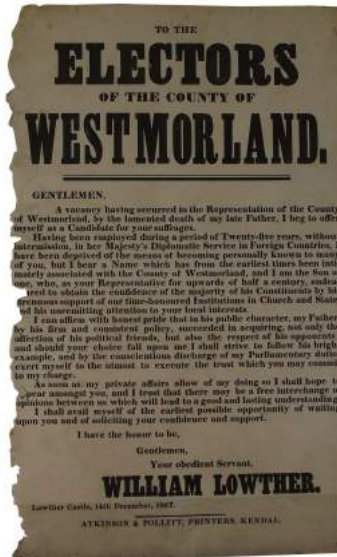 TO THE
ELECTORS
OF THE COUNTY OF
WESTMORLAND.
GENTLEMEN,
A vacancy having occurred in the Representation of the County
of Westmorland, by the lamented death of my late Father, I beg to offer
myself as a Candidate for your suffrages.
Having been employed during a period of Twenty-five years, without
intermission, in her Majesty's Diplomatic Service in Foreign Countries, I
have been deprived of the means of becoming personally known to many
of you, but I bear a Name which has from the earliest times been inti
mately associated with the County of Westmorland, and I am the Son of
one, who, as your Representative for upwards of half a century, endea
ured to obtain the confidence of the majority of his Constituents by his
strenuous support of our time-honoured Institutions in Church and State
and his unremitting attention to your local interests
I can affirm with honest pride that in his public character, my Father
by his firm and consistent policy, succeeded in acquiring, not only the
affection of his political friends, but also the respect of his opponents
and should your choice fall upon me I shall strive to follow his bright
example, and by the conscientious discharge of my Parliamentary duties
exert myself to the utmost to execute the trust which you may commit
to my charge.
As soon as my private affairs allow of my doing so I shall hope to
pear amongst you, and I trust that there may be a free interchange of
opinions between us which will lead to a good and lasting understanding
I shall avail myself of the earliest possible opportunity of waiting
upon you and of soliciting your confidence and support.
I have the honor to be,
Gentlemen,
Your obedient Servant,
WILLIAM LOWTHER.
Lowther Castle, 14th December, 1867.
ATKINSON & POLLITT, PRINTERS, KENDAL.